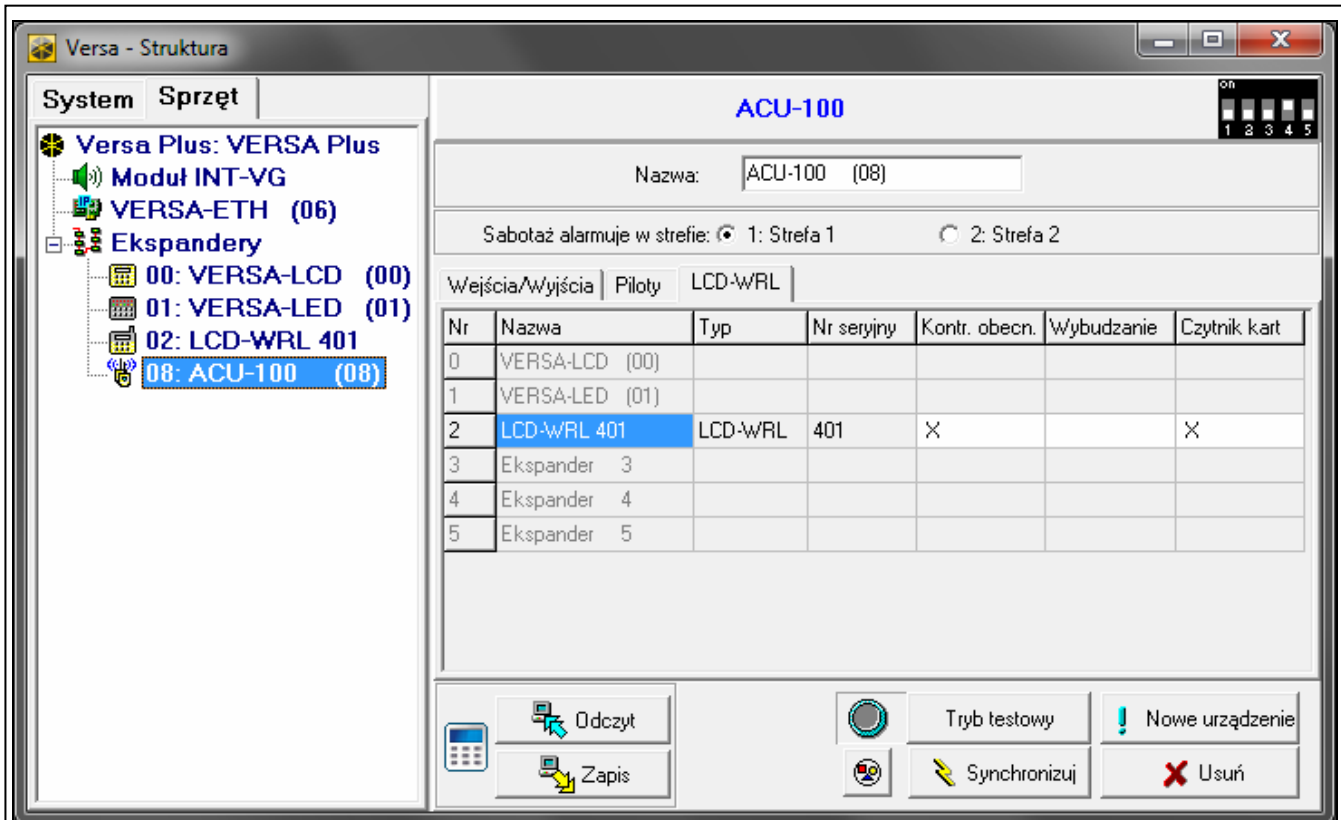 Versa - Struktura
System Sprzęt
Versa Plus: VERSA Plus
Moduł INT-VG
VERSA-ETH (06)
Ekspandery
00: VERSA-LCD (00)
01: VERSA-LED (01)
02: LCD-WRL 401
08: ACU-100 (08)
ACU-100
on
1 2 3 4 5
Nazwa: ACU-100 (08)
Sabotaż alarmuje w strefie: 1: Strefa 1 2: Strefa 2
Wejścia/Wyjścia Piloty LCD-WRL
Nr Nazwa Typ Nr seryjny Kontr. obecn. Wybudzanie Czytnik kart
0 VERSA-LCD (00)
1 VERSA-LED (01)
2 LCD-WRL 401 LCD-WRL 401 X X
3 Ekspander 3
4 Ekspander 4
5 Ekspander 5
Odczyt Tryb testowy Nowe urządzenie
Zapis Synchronizuj Usuń